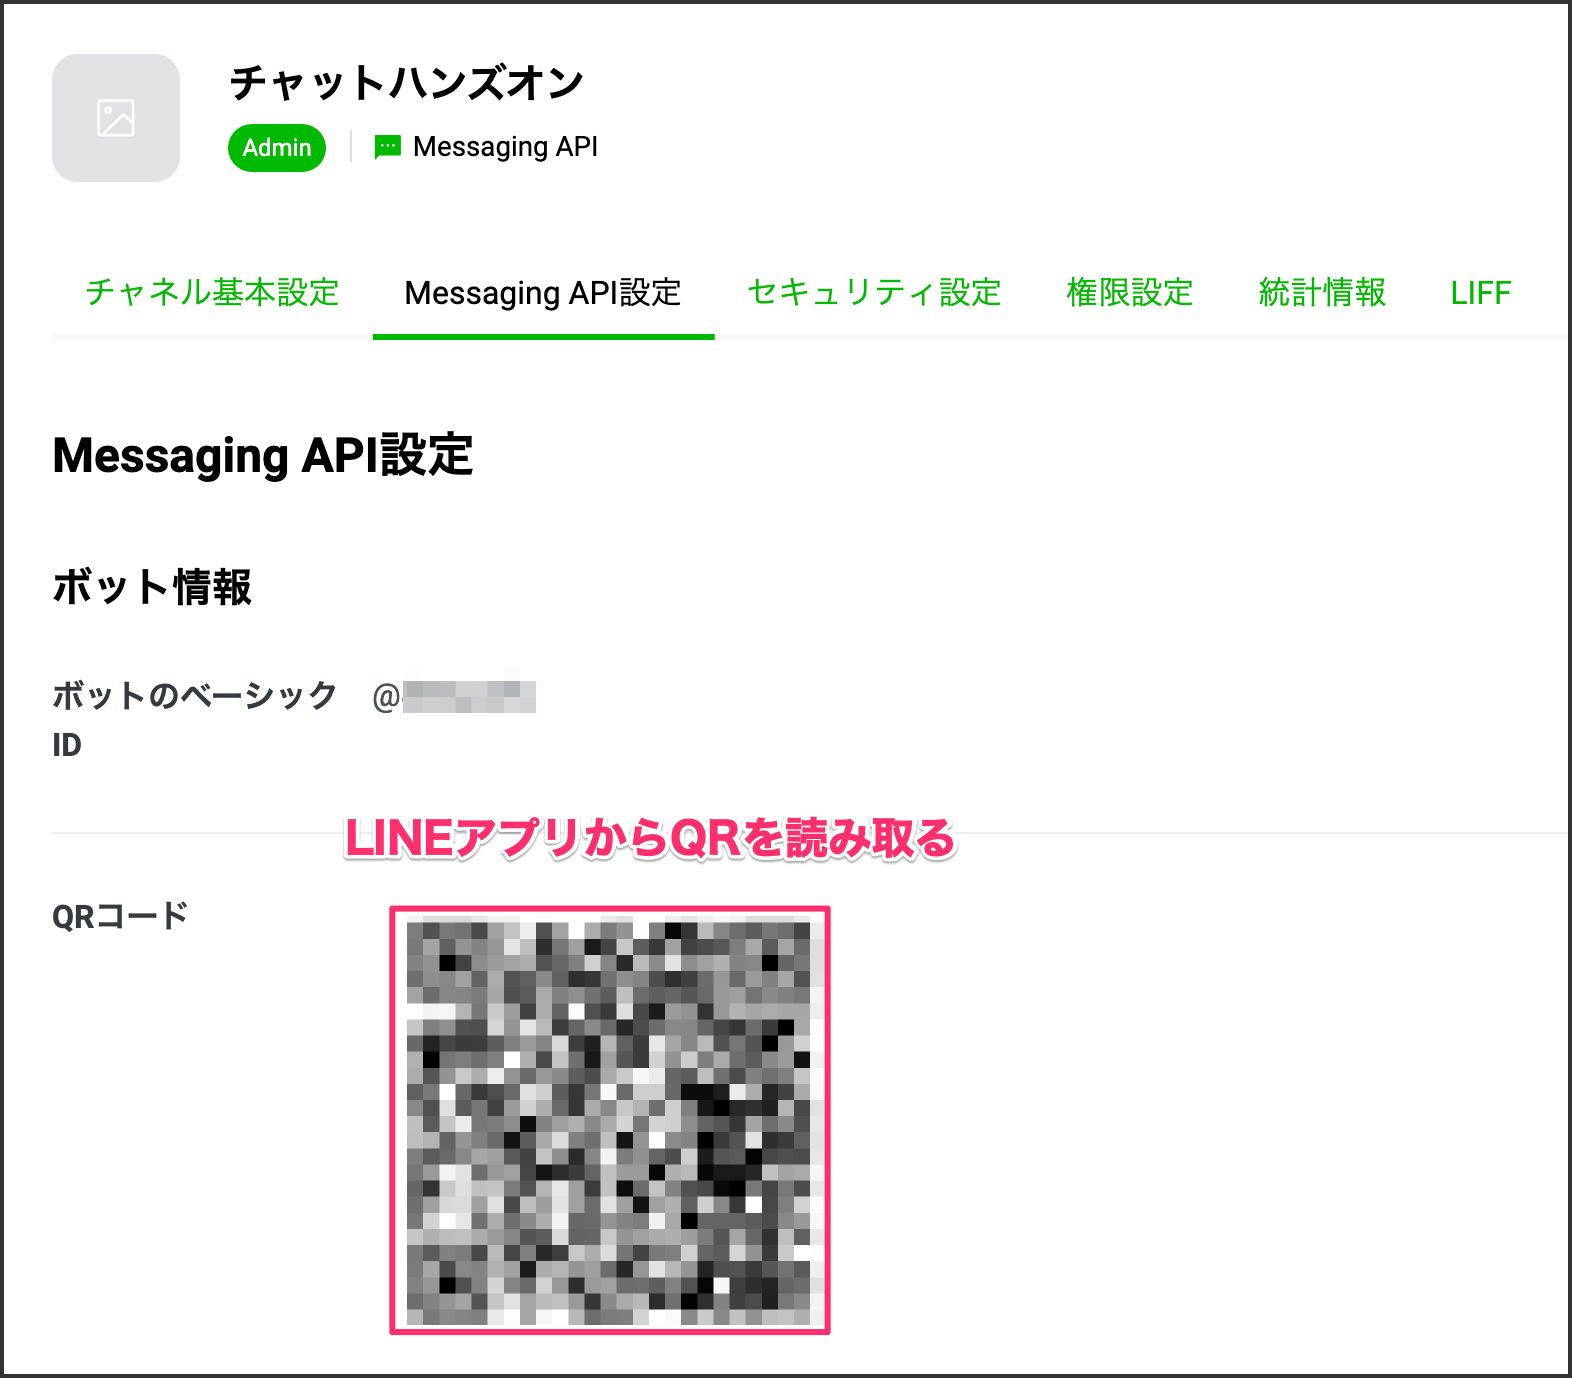 チャットハンズオン
Admin
Messaging API
チャネル基本設定 Messaging API設定 セキュリティ設定 権限設定 統計情報 LIFF
Messaging API設定
ボット情報
ボットのベーシック @
ID
LINEアプリからQRを読み取る
QRコード